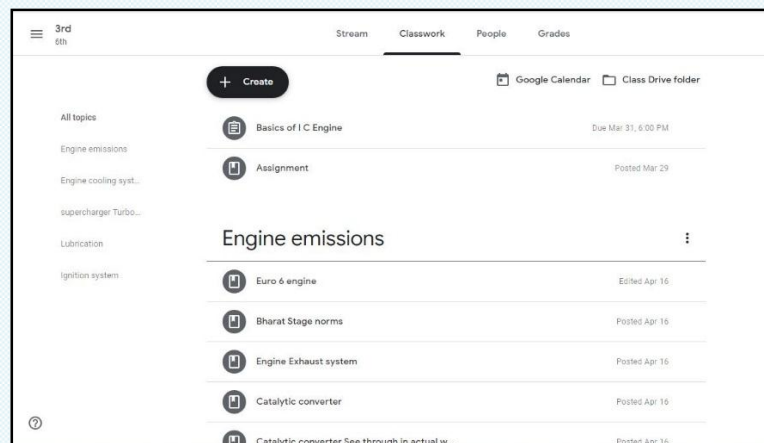 3rd
6th
Stream Classwork People Grades
Create
Google Calendar Class Drive folder
All topics
Engine emissions
Engine cooling syst...
supercharger Turbo...
Lubrication
Ignition system
Basics of I C Engine Due Mar 31, 6:00 PM
Assignment Posted Mar 29
Engine emissions
Euro 6 engine Edited Apr 16
Bharat Stage norms Posted Apr 16
Engine Exhaust system Posted Apr 16
Catalytic converter Posted Apr 16
Catalytic converter See through in actual w... Posted Apr 16